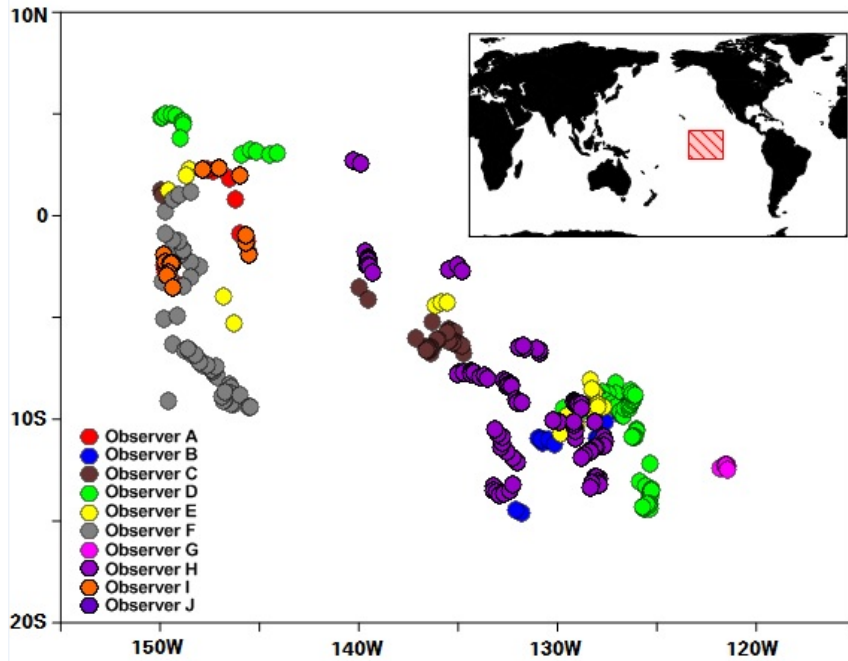 10N
0
10S
20S
Observer A
Observer B
Observer C
Observer D
Observer E
Observer F
Observer G
Observer H
Observer I
Observer J
150W
140W
130W
120W